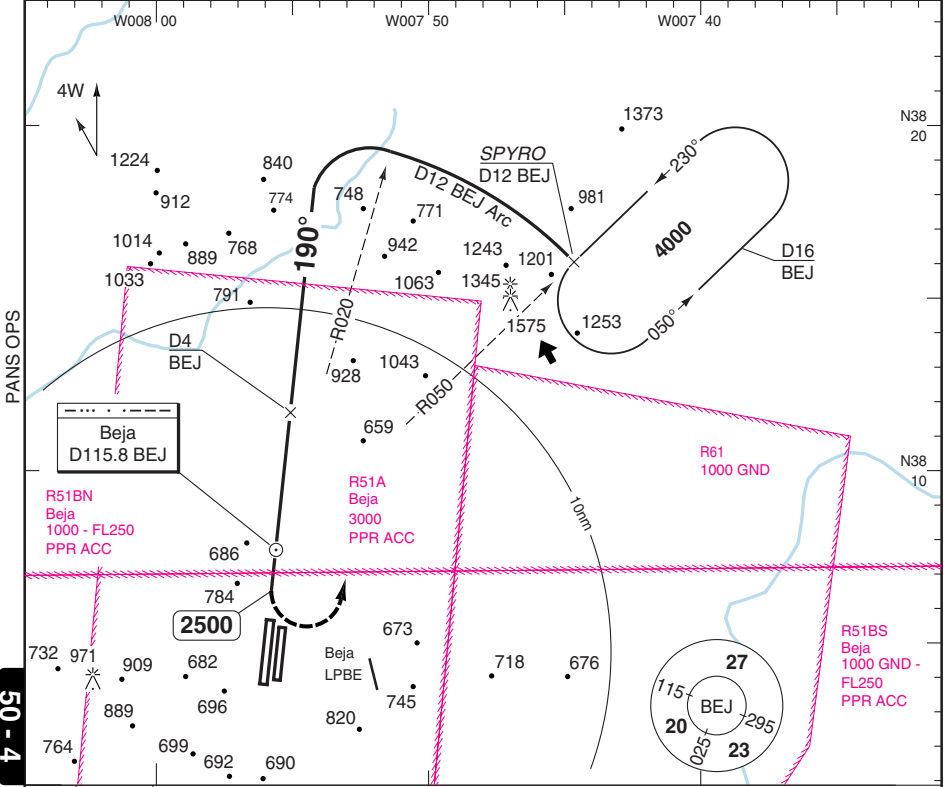 W008 00
W007 50
W007 40
4W
1373
N38
20
SPYRO
D12 BEJ
230°
1224
840
D12 BEJ Arc
912
774
748
981
771
190°
4000
1014
889
768
942
1243
1201
D16
BEJ
1033
1063
1345
791
R020
1575
1253
050°
PANS OPS
D4
BEJ
928
1043
R050
Beja
D115.8 BEJ
659
R61
1000 GND
N38
10
R51BN
Beja
1000 - FL250
PPR ACC
R51A
Beja
3000
PPR ACC
10nm
686
784
2500
673
R51BS
Beja
1000 GND -
FL250
PPR ACC
732
971
909
682
Beja
LPBE
718
676
27
115
BEJ
295
20
025
23
696
745
889
820
50 - 4
764
699
692
690